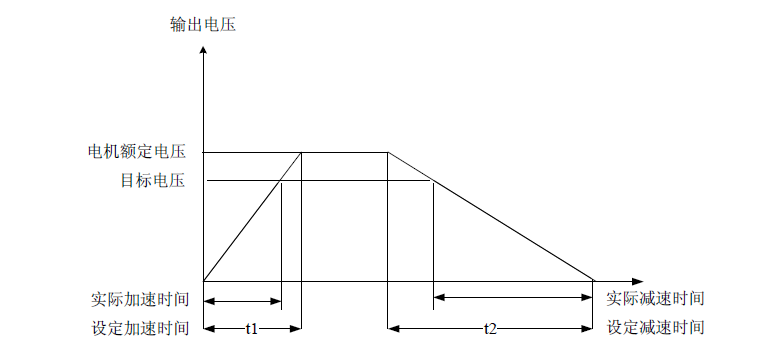 输出电压
电机额定电压
目标电压
实际加速时间
实际减速时间
设定加速时间
t1
t2
设定减速时间